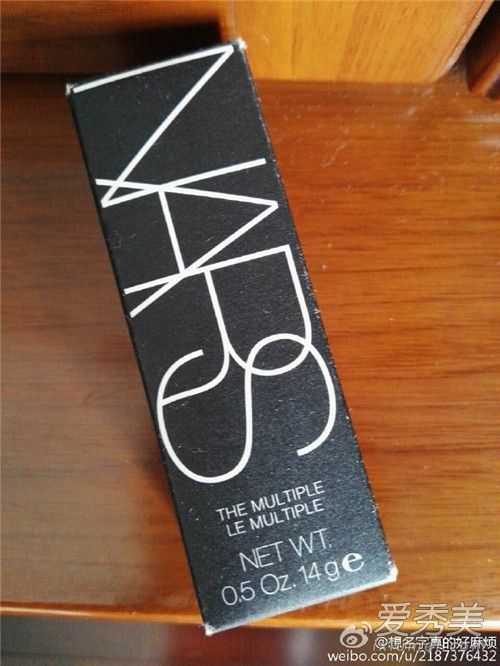 NARS
THE MULTIPLE
LE MULTIPLE
NET WT.
0.5 Oz. 14 g e
爱秀美
@想名字真的好麻烦
weibo.com/u/2187376432